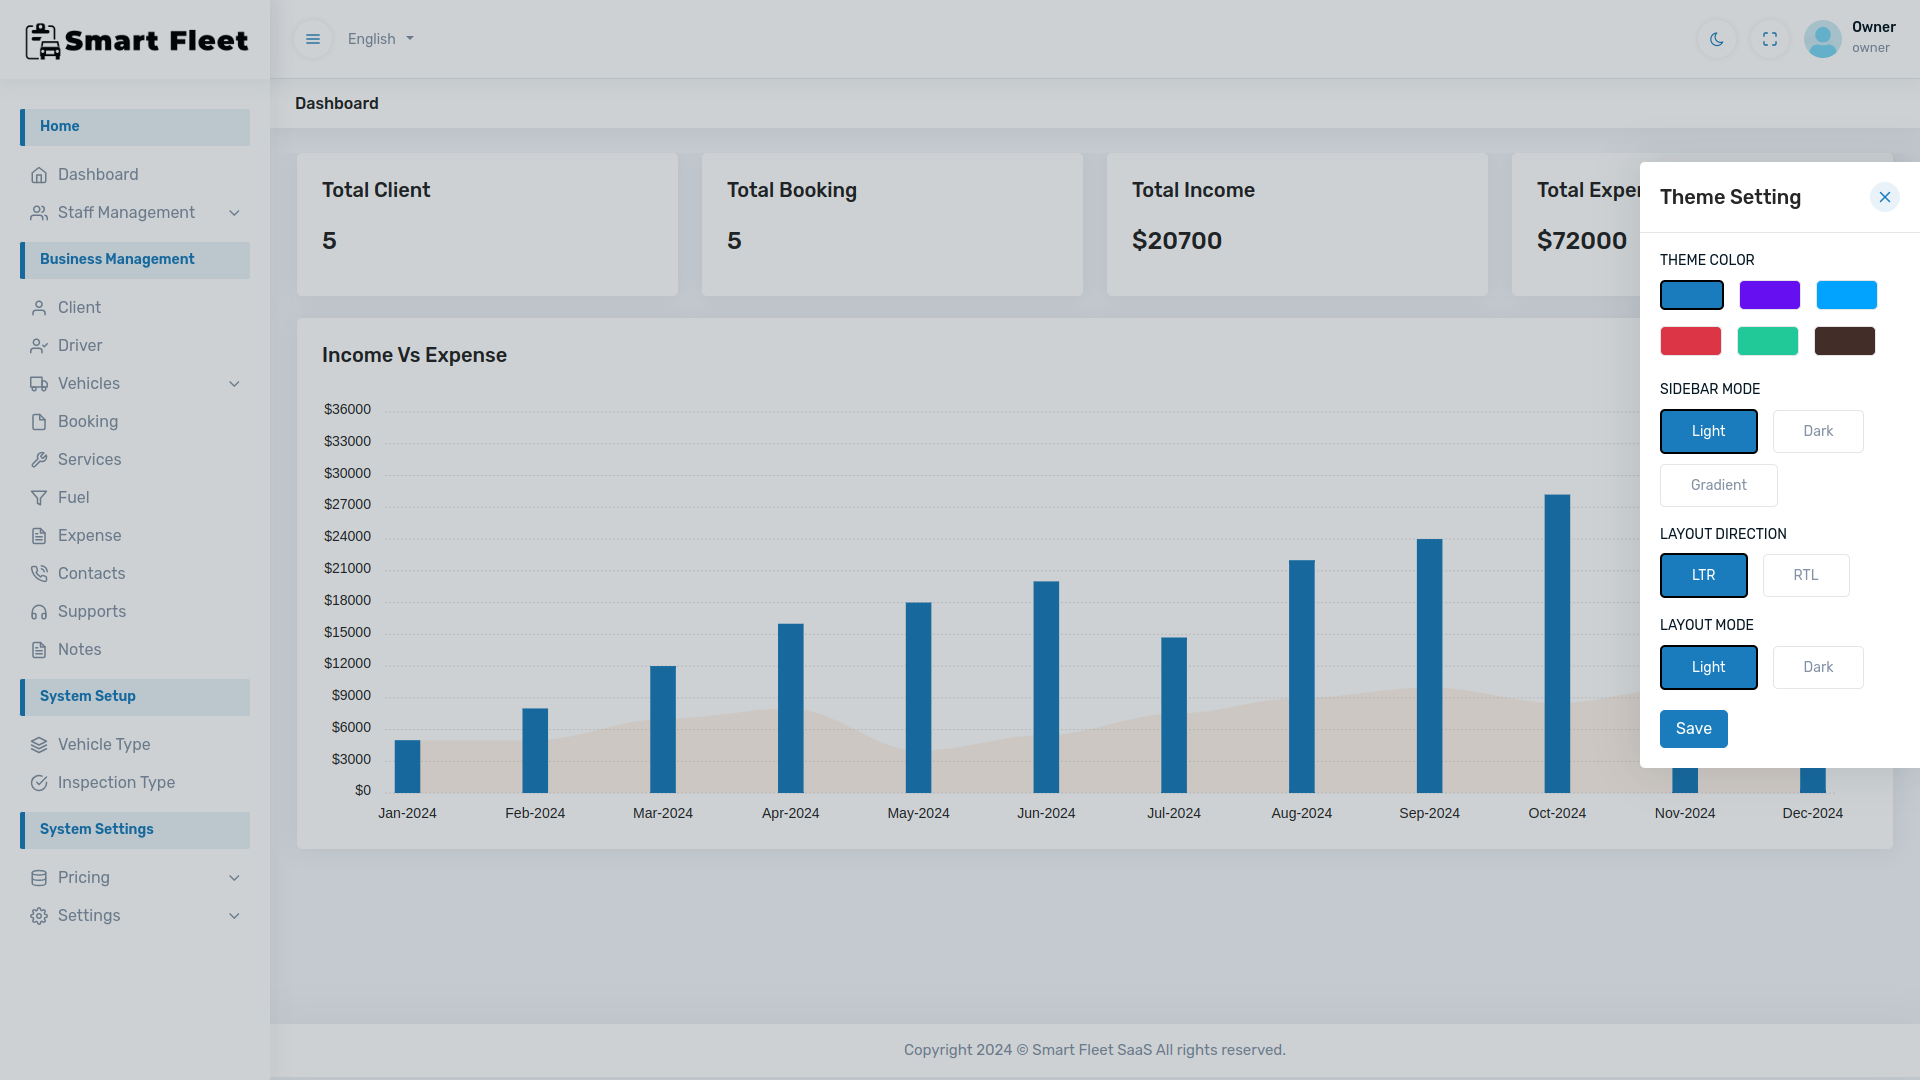 Smart Fleet
English
Owner
owner
Dashboard
Home
Dashboard
Staff Management
Business Management
Client
Driver
Vehicles
Booking
Services
Fuel
Expense
Contacts
Supports
Notes
System Setup
Vehicle Type
Inspection Type
System Settings
Pricing
Settings
Total Client
5
Total Booking
5
Total Income
$20700
Total Exper
$72000
Income Vs Expense
$36000
$33000
$30000
$27000
$24000
$21000
$18000
$15000
$12000
$9000
$6000
$3000
$0
Jan-2024 Feb-2024 Mar-2024 Apr-2024 May-2024 Jun-2024 Jul-2024 Aug-2024 Sep-2024 Oct-2024 Nov-2024 Dec-2024
Theme Setting
THEME COLOR
SIDEBAR MODE
Light Dark
Gradient
LAYOUT DIRECTION
LTR RTL
LAYOUT MODE
Light Dark
Save
Copyright 2024 © Smart Fleet SaaS All rights reserved.